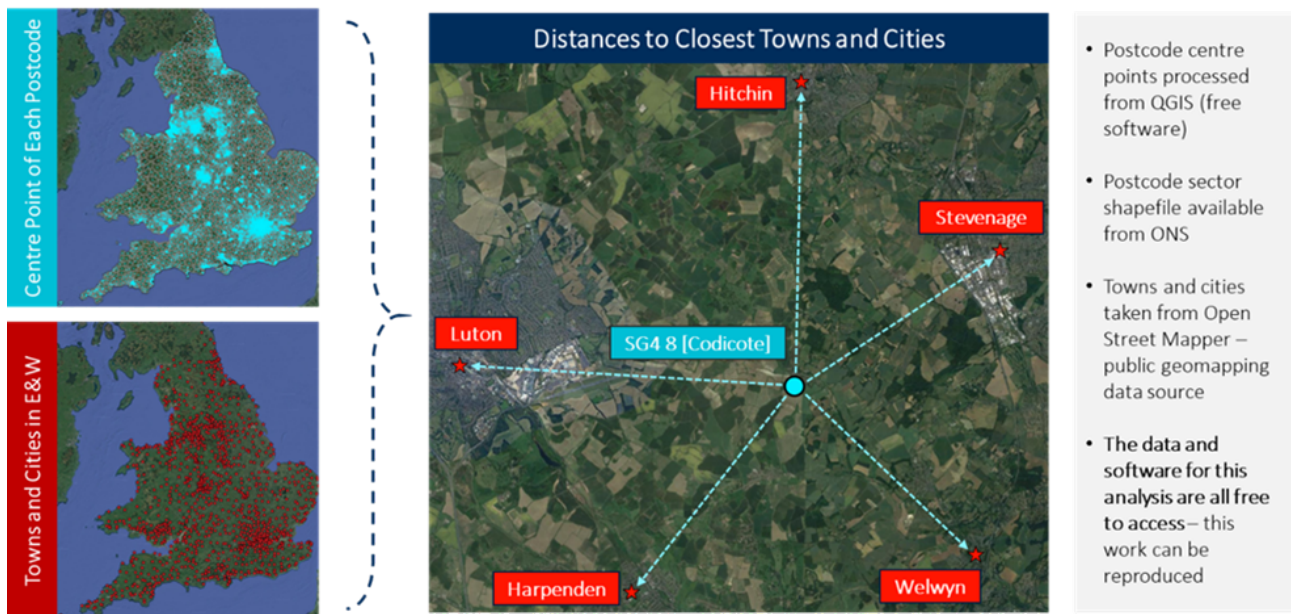 Centre Point of Each Postcode
Towns and Cities in E&W
Distances to Closest Towns and Cities
Hitchin
Stevenage
Luton
SG4 8 [Codicote]
Harpenden
Welwyn
• Postcode centre
points processed
from QGIS (free
software)
• Postcode sector
shapefile available
from ONS
• Towns and cities
taken from Open
Street Mapper –
public geomapping
data source
• The data and
software for this
analysis are all free
to access– this
work can be
reproduced